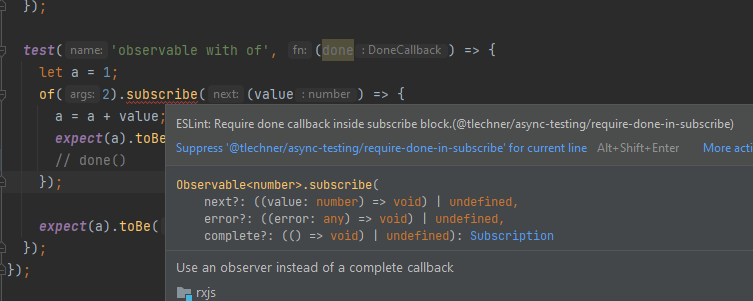 });
test( name: 'observable with of', fn: (done : DoneCallback ) => {
let a = 1;
of( args: 2).subscribe( next: (value : number ) => {
a = a + value;
expect(a).toBe
// done()
});
expect(a).toBe(
});
});
ESLint: Require done callback inside subscribe block.(@tlechner/async-testing/require-done-in-subscribe)
Suppress '@tlechner/async-testing/require-done-in-subscribe' for current line Alt+Shift+Enter More acti
Observable<number>.subscribe(
next?: ((value: number) => void) | undefined,
error?: ((error: any) => void) | undefined,
complete?: (() => void) | undefined): Subscription
Use an observer instead of a complete callback
rxjs